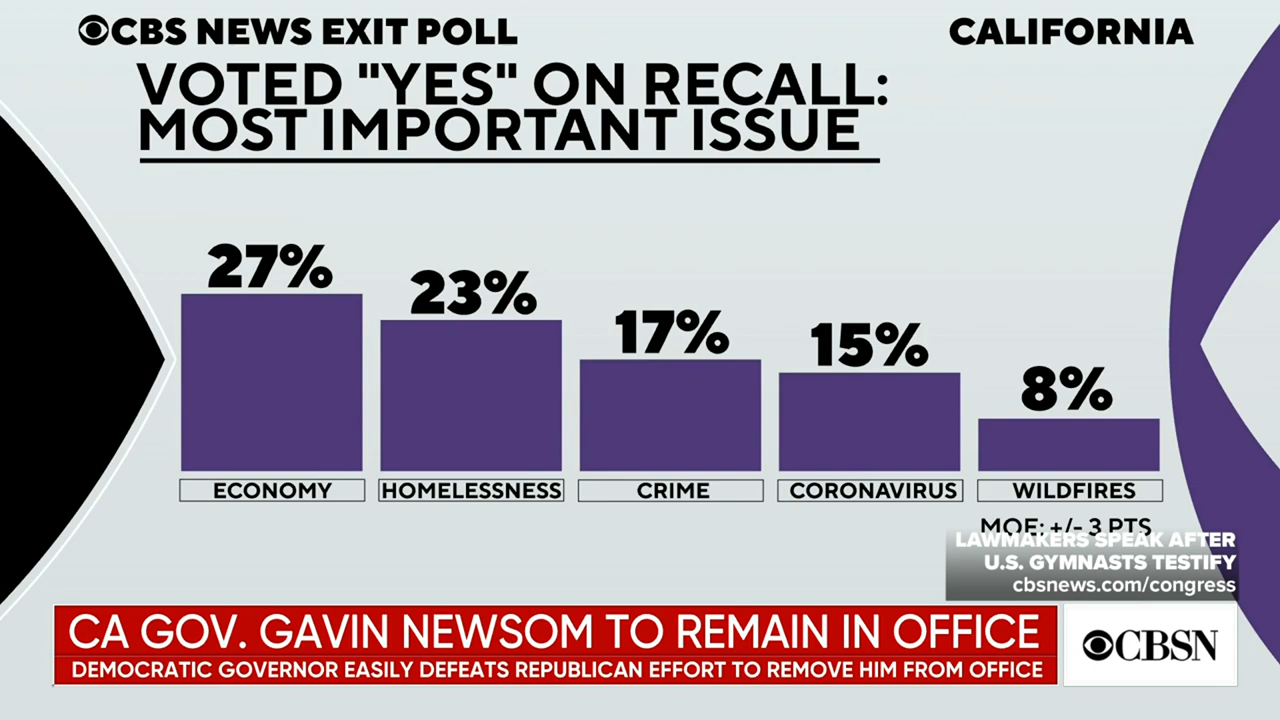 CBS NEWS EXIT POLL
CALIFORNIA
VOTED "YES" ON RECALL:
MOST IMPORTANT ISSUE
27%
23%
17%
15%
8%
ECONOMY
HOMELESSNESS
CRIME
CORONAVIRUS
WILDFIRES
MOE: +/- 3 PTS
LAWMAKERS SPEAK AFTER
U.S. GYMNASTS TESTIFY
cbsnews.com/congress
CA GOV. GAVIN NEWSOM TO REMAIN IN OFFICE
DEMOCRATIC GOVERNOR EASILY DEFEATS REPUBLICAN EFFORT TO REMOVE HIM FROM OFFICE
CBSN